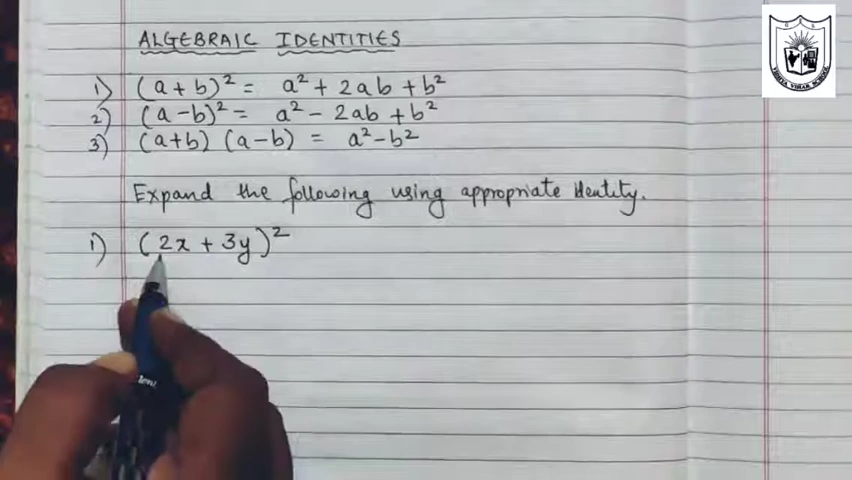 ALGEBRAIC IDENTITIES
1) (a + b)² = a² + 2ab + b²
2) (a - b)² = a² - 2ab + b²
3) (a+b) (a-b) = a² - b²
Expand the following using appropriate identity.
1) (2x + 3y)²